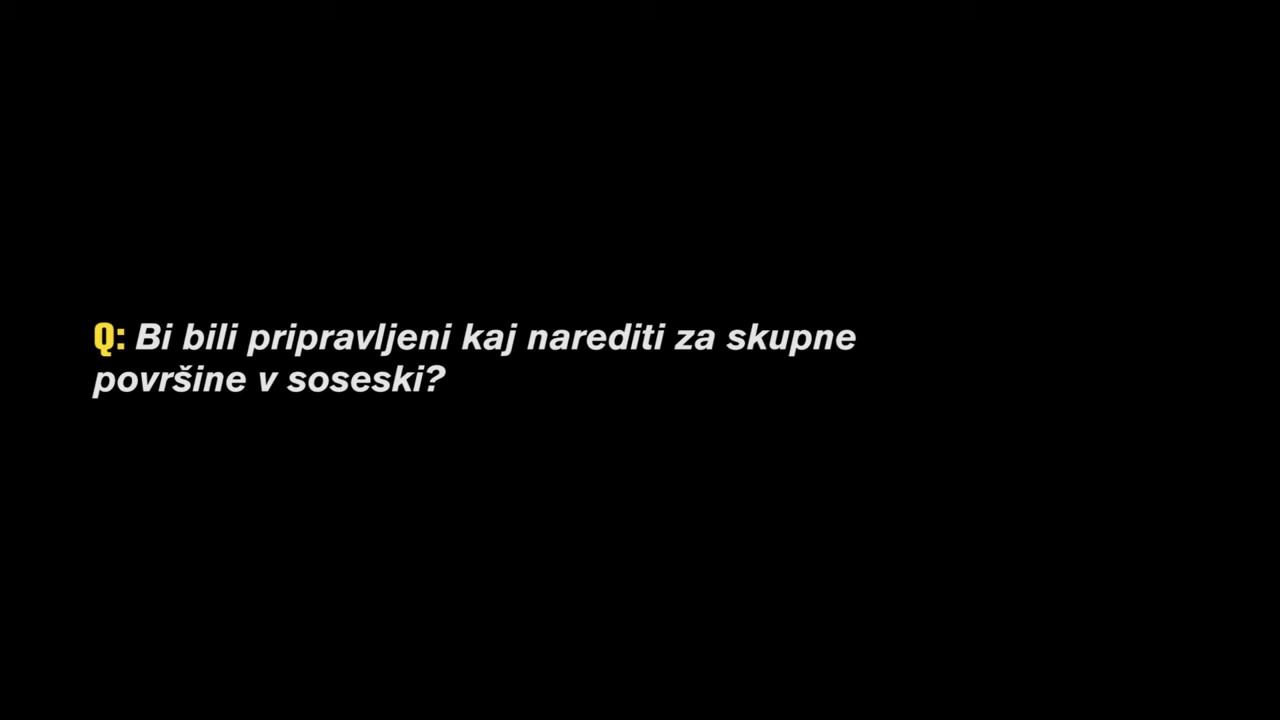 Q: Bi bili pripravljeni kaj narediti za skupne
površine v soseski?